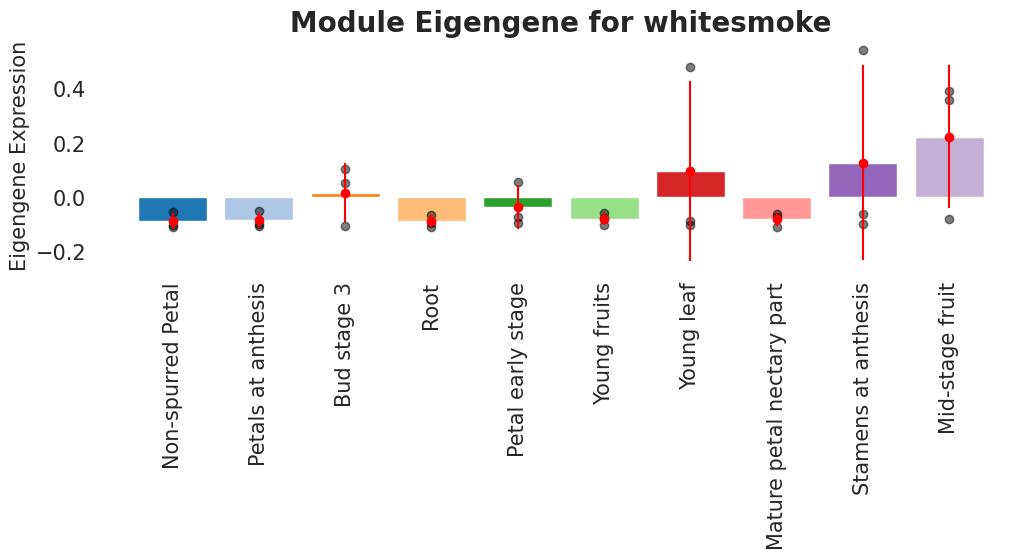 Module Eigengene for whitesmoke
Eigengene Expression
0.4
0.2
0.0
−0.2
Non-spurred Petal
Petals at anthesis
Bud stage 3
Root
Petal early stage
Young fruits
Young leaf
Mature petal nectary part
Stamens at anthesis
Mid-stage fruit